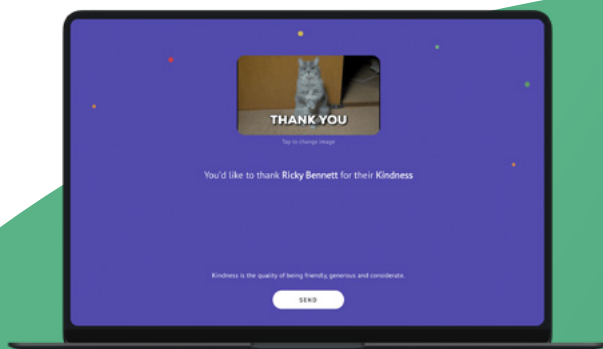 THANK YOU
Tap to change image
You'd like to thank Ricky Bennett for their Kindness
Kindness is the quality of being friendly, generous and considerate.
SEND